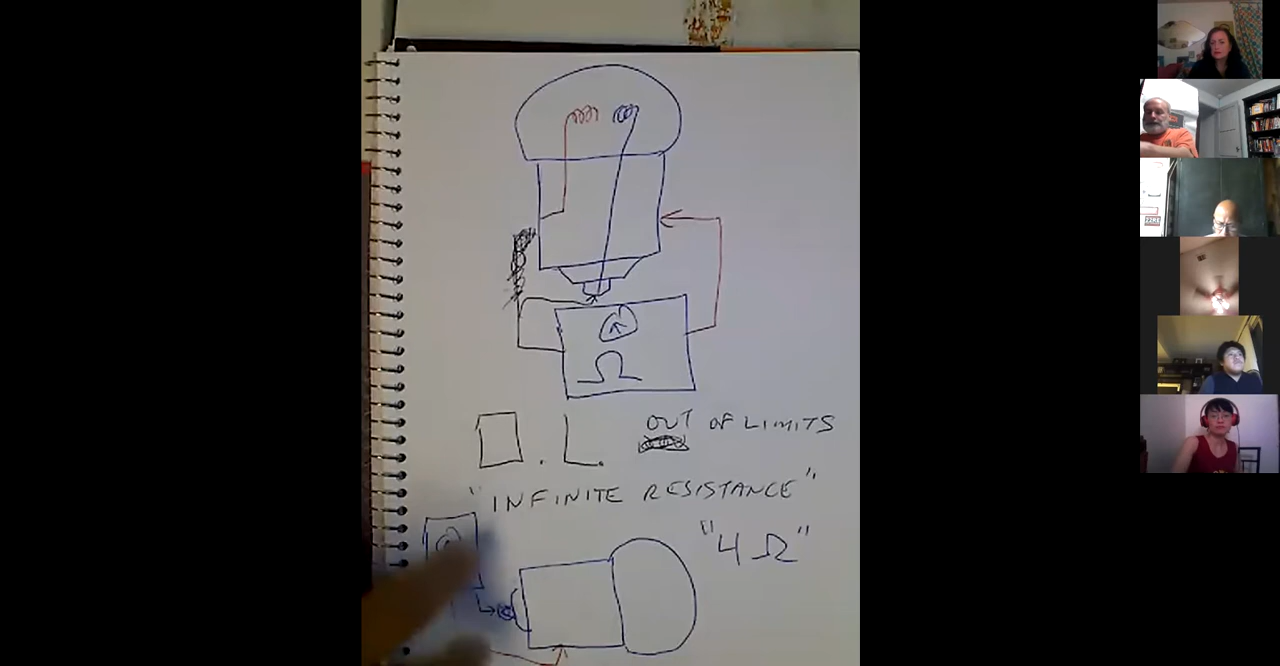 Ω
O.L. OUT OF LIMITS
"INFINITE RESISTANCE"
"4 Ω"